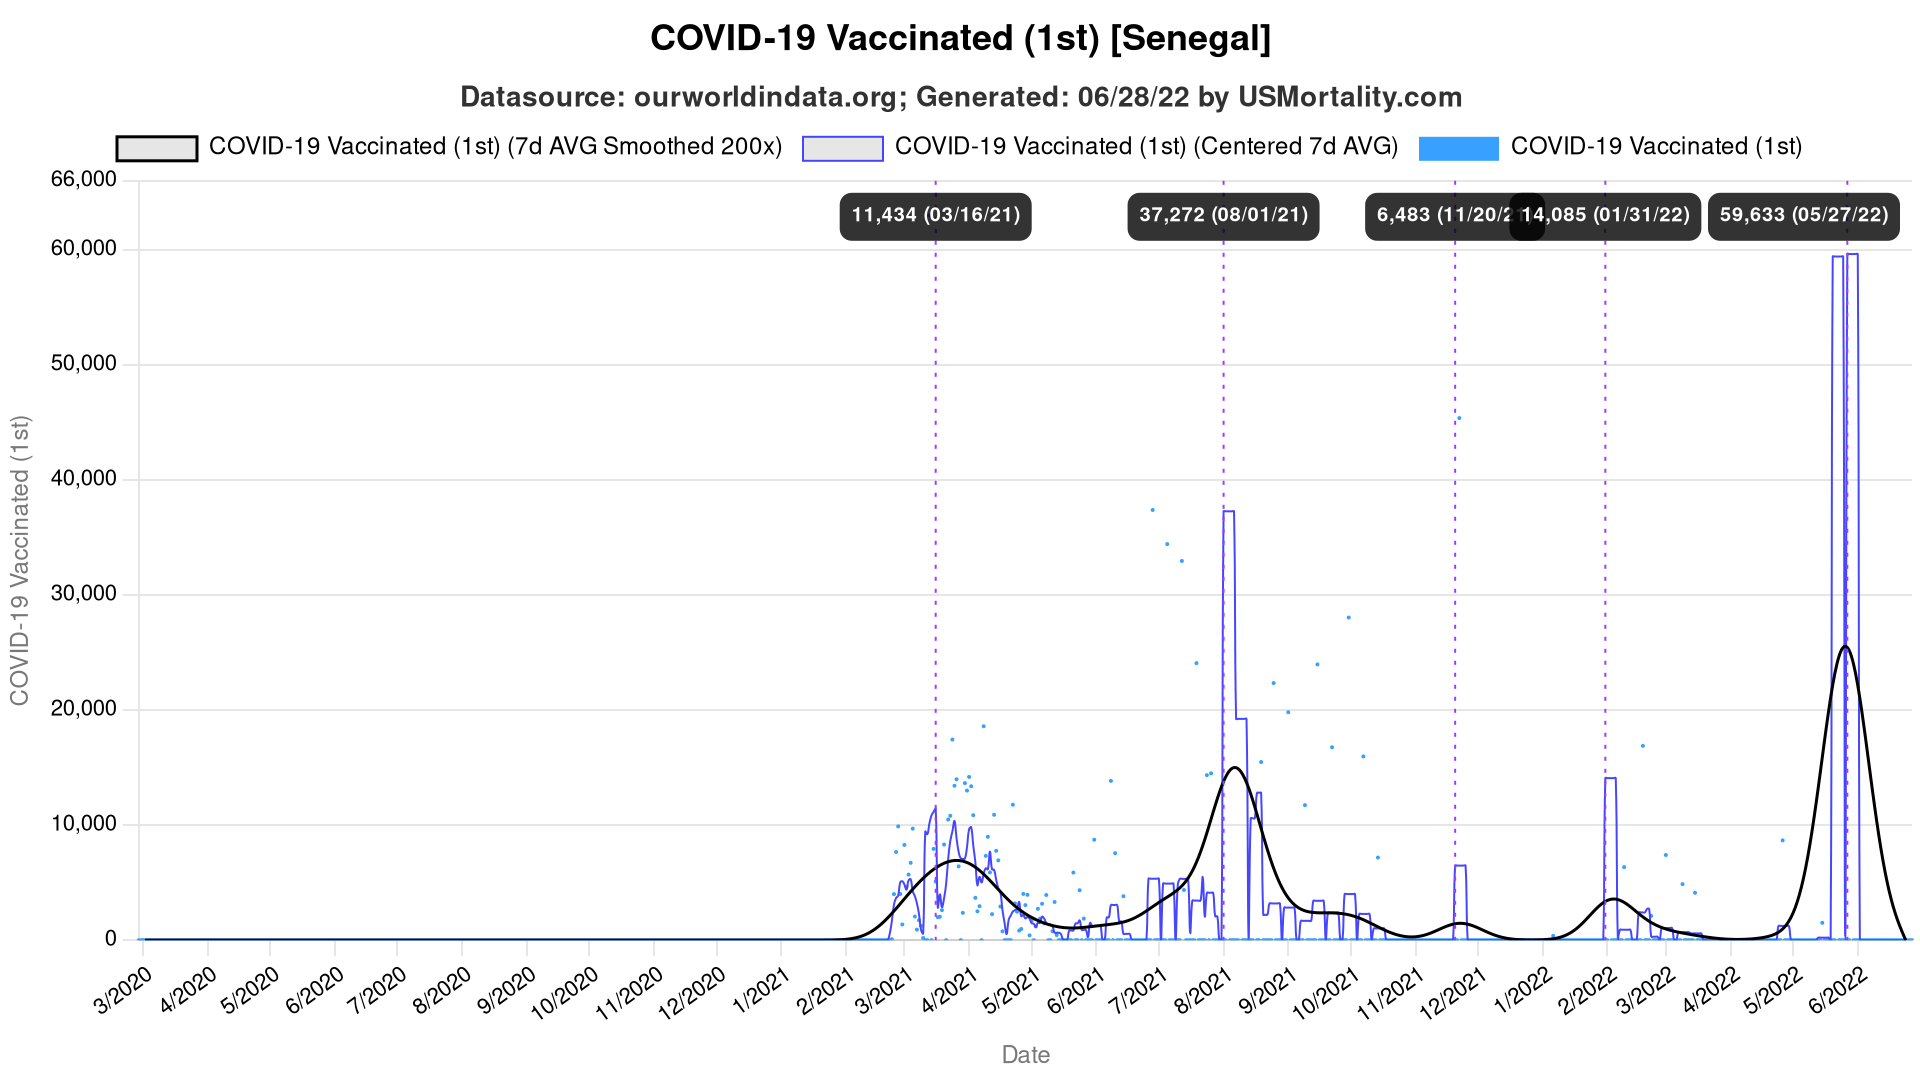 COVID-19 Vaccinated (1st) [Senegal]
Datasource: ourworldindata.org; Generated: 06/28/22 by USMortality.com
COVID-19 Vaccinated (1st) (7d AVG Smoothed 200x) COVID-19 Vaccinated (1st) (Centered 7d AVG) COVID-19 Vaccinated (1st)
66,000
11,434 (03/16/21) 37,272 (08/01/21) 6,483 (11/20/21) 14,085 (01/31/22) 59,633 (05/27/22)
60,000
50,000
40,000
30,000
20,000
10,000
0
COVID-19 Vaccinated (1st)
3/2020 4/2020 5/2020 6/2020 7/2020 8/2020 9/2020 10/2020 11/2020 12/2020 1/2021 2/2021 3/2021 4/2021 5/2021 6/2021 7/2021 8/2021 9/2021 10/2021 11/2021 12/2021 1/2022 2/2022 3/2022 4/2022 5/2022 6/2022
Date